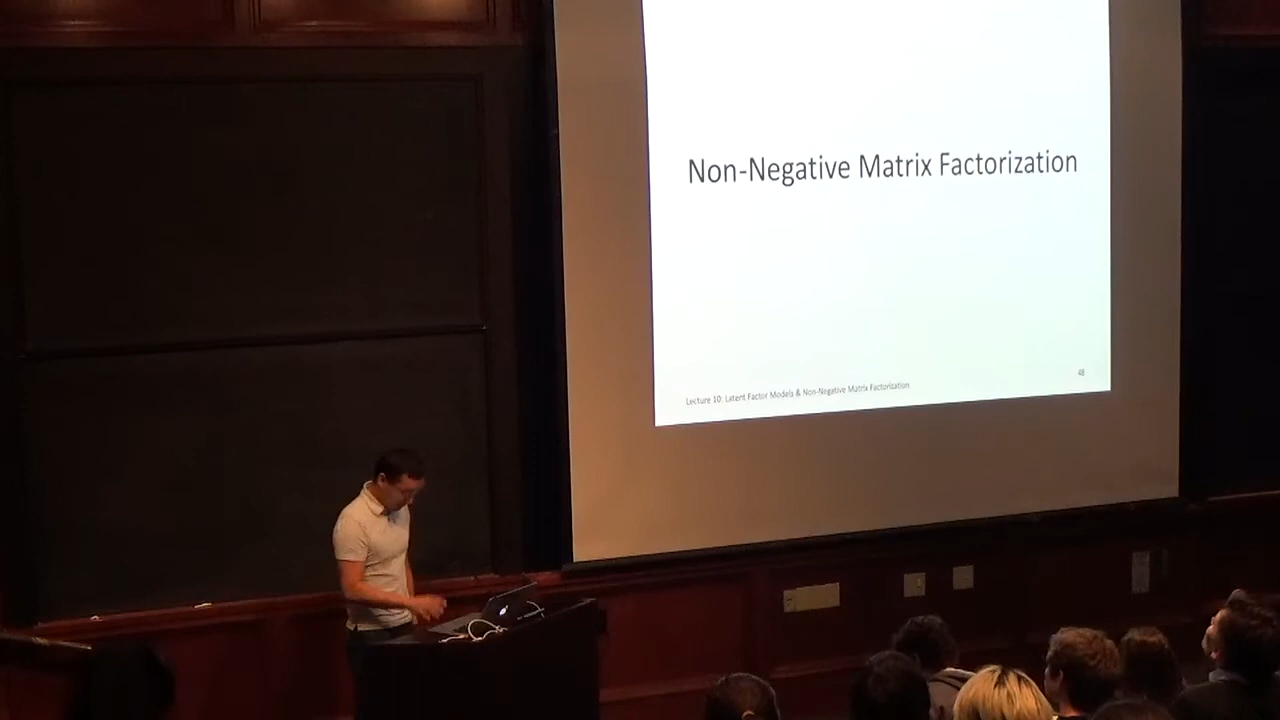 Non-Negative Matrix Factorization
48
Lecture 10: Latent Factor Models & Non-Negative Matrix Factorization